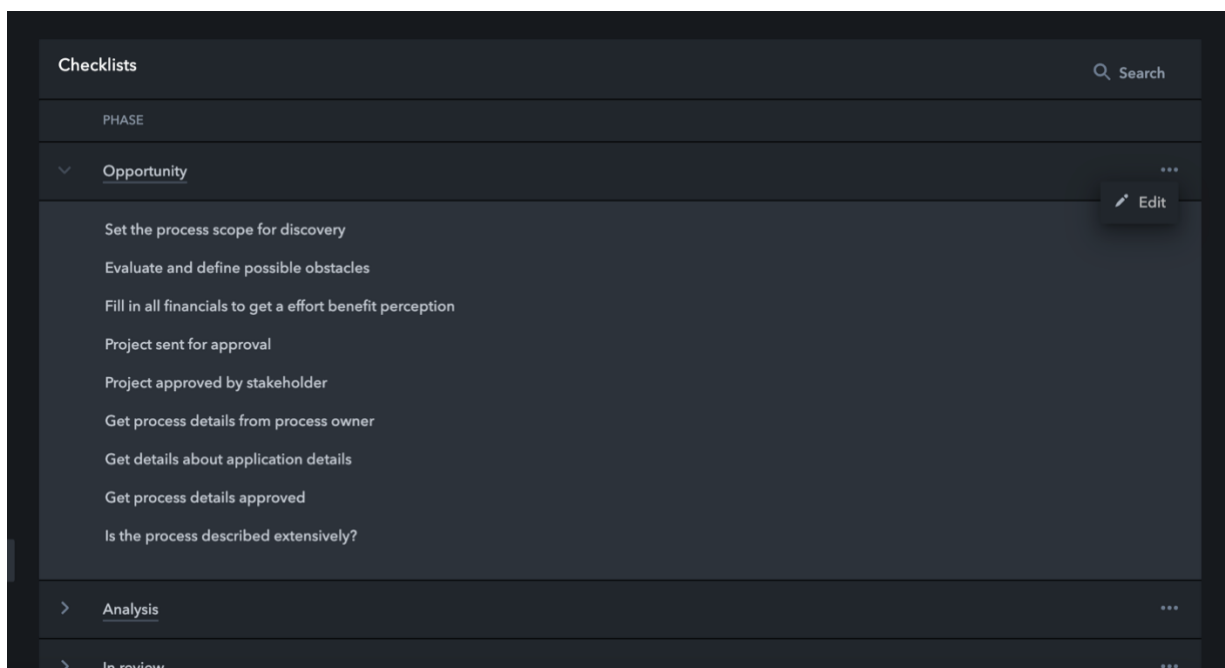 Checklists
Search
PHASE
Opportunity
Edit
Set the process scope for discovery
Evaluate and define possible obstacles
Fill in all financials to get a effort benefit perception
Project sent for approval
Project approved by stakeholder
Get process details from process owner
Get details about application details
Get process details approved
Is the process described extensively?
Analysis
In review